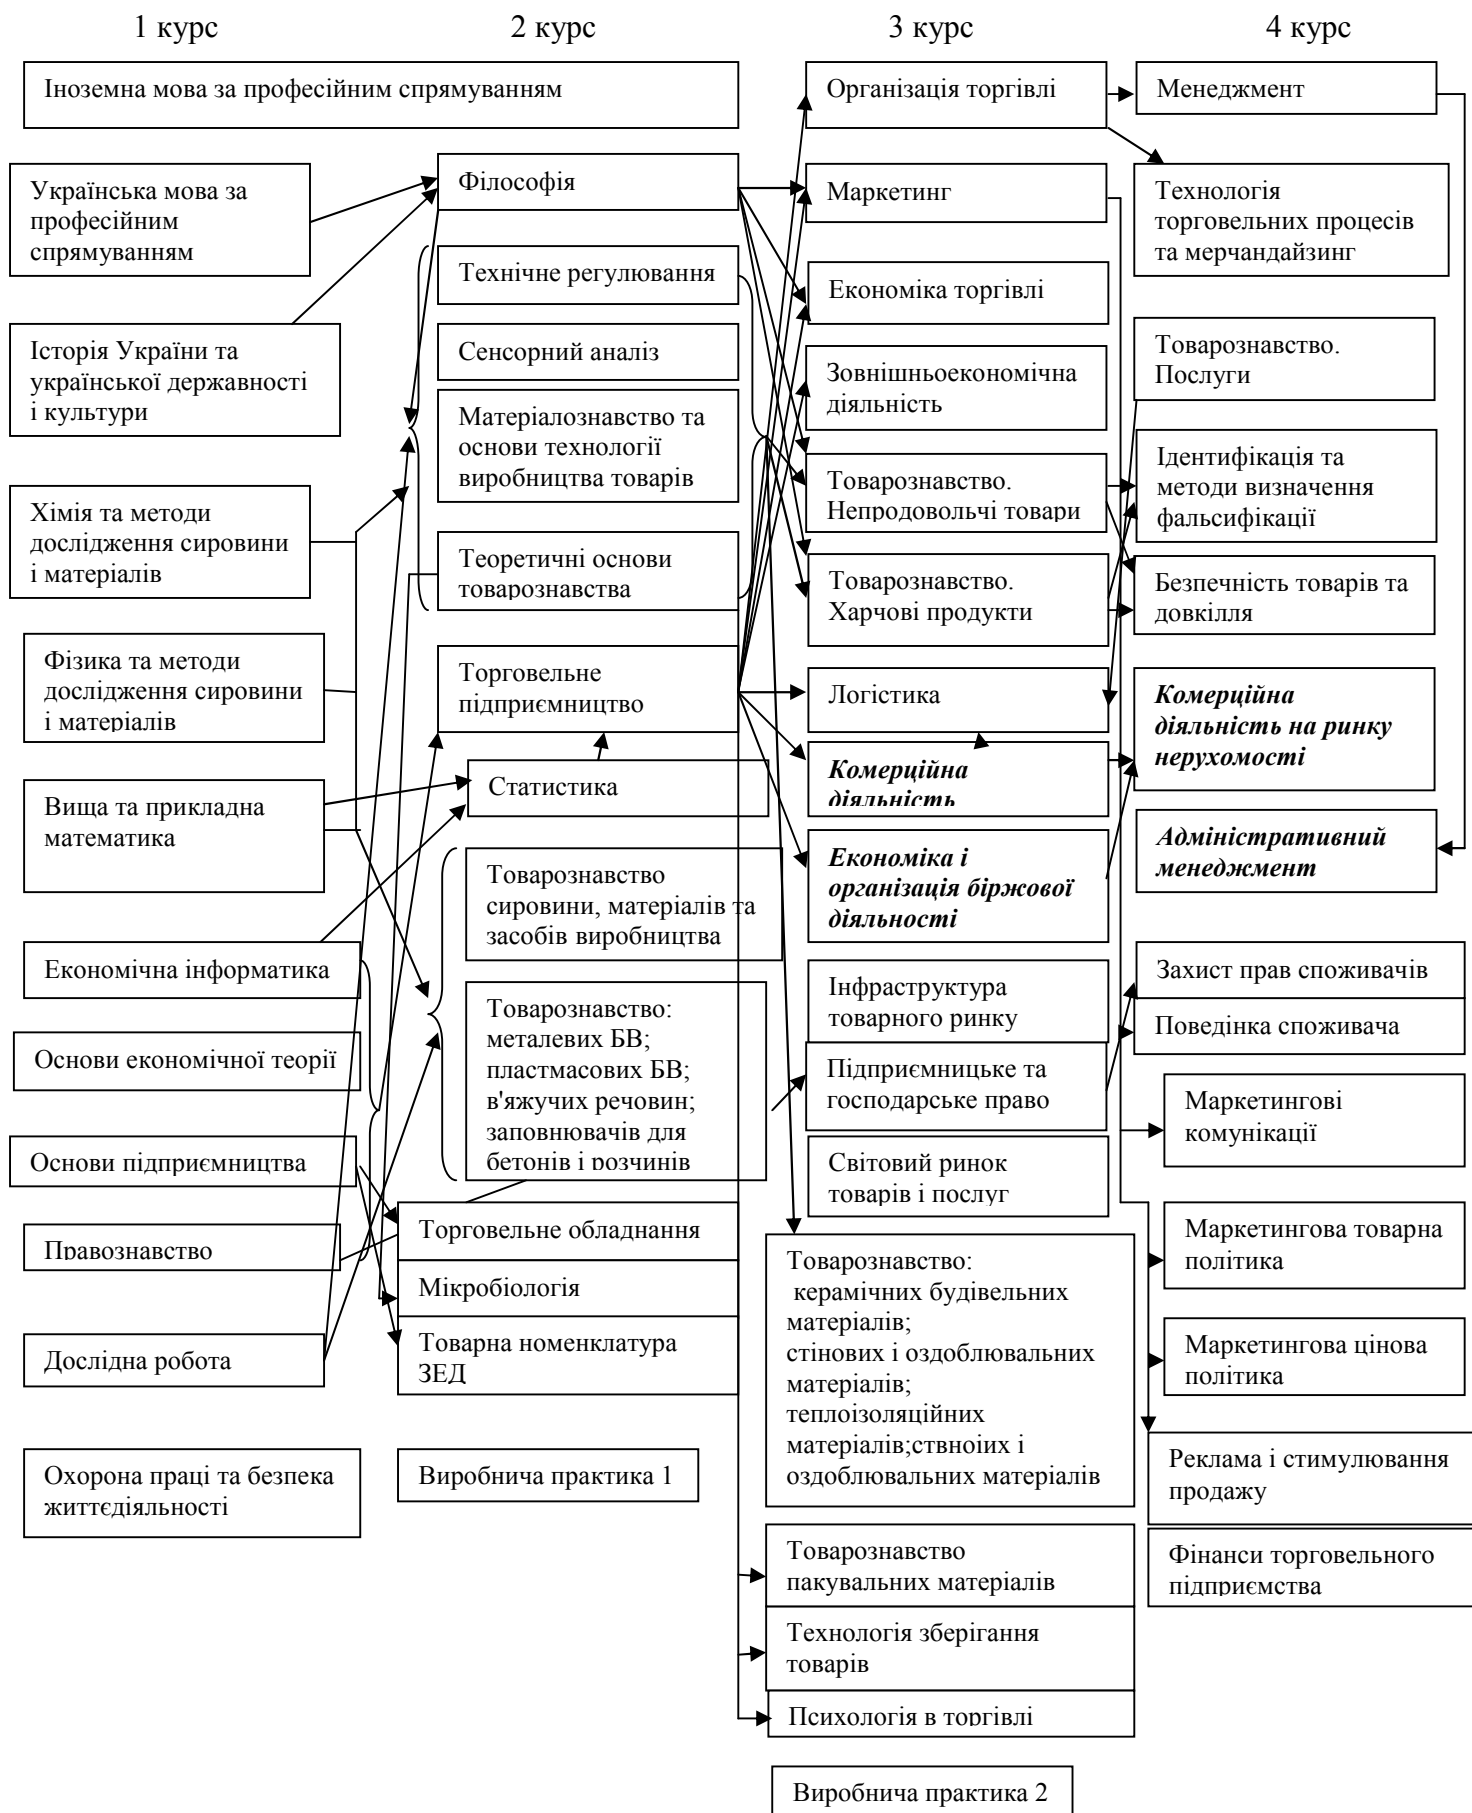 1 курс
2 курс
3 курс
4 курс
Іноземна мова за професійним спрямуванням
Українська мова за
професійним
спрямуванням
Історія України та
української державності
і культури
Хімія та методи
дослідження сировини
і матеріалів
Фізика та методи
дослідження сировини
і матеріалів
Вища та прикладна
математика
Економічна інформатика
Основи економічної теорії
Основи підприємництва
Правознавство
Дослідна робота
Охорона праці та безпека
життєдіяльності
Філософія
Технічне регулювання
Сенсорний аналіз
Матеріалознавство та
основи технології
виробництва товарів
Теоретичні основи
товарознавства
Торговельне
підприємництво
Статистика
Товарознавство
сировини, матеріалів та
засобів виробництва
Товарознавство:
металевих БВ;
пластмасових БВ;
в'яжучих речовин;
заповнювачів для
бетонів і розчинів
Торговельне обладнання
Мікробіологія
Товарна номенклатура
ЗЕД
Виробнича практика 1
Організація торгівлі
Маркетинг
Економіка торгівлі
Зовнішньоекономічна
діяльність
Товарознавство.
Непродовольчі товари
Товарознавство.
Харчові продукти
Логістика
Комерційна
діяльність
Економіка і
організація біржової
діяльності
Інфраструктура
товарного ринку
Підприємницьке та
господарське право
Світовий ринок
товарів і послуг
Товарознавство:
керамічних будівельних
матеріалів;
стінових і оздоблювальних
матеріалів;
теплоізоляційних
матеріалів;ствноіих і
оздоблювальних матеріалів
Товарознавство
пакувальних матеріалів
Технологія зберігання
товарів
Психологія в торгівлі
Виробнича практика 2
Менеджмент
Технологія
торговельних процесів
та мерчандайзинг
Товарознавство.
Послуги
Ідентифікація та
методи визначення
фальсифікації
Безпечність товарів та
довкілля
Комерційна
діяльність на ринку
нерухомості
Адміністративний
менеджмент
Захист прав споживачів
Поведінка споживача
Маркетингові
комунікації
Маркетингова товарна
політика
Маркетингова цінова
політика
Реклама і стимулювання
продажу
Фінанси торговельного
підприємства